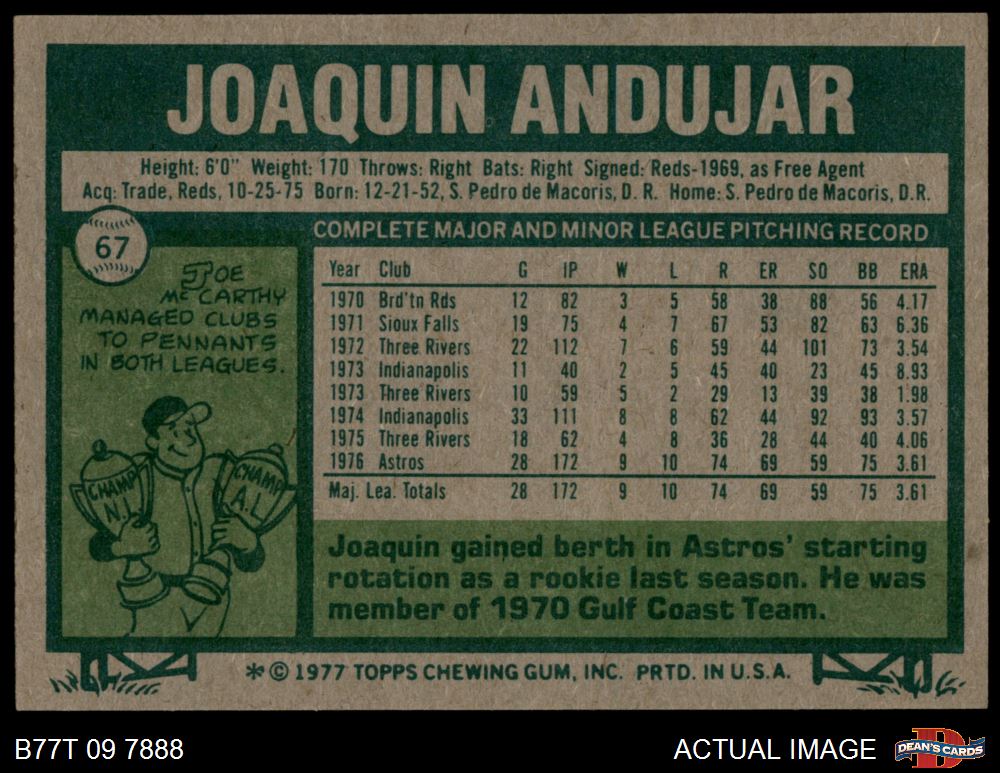 JOAQUIN ANDUJAR
Height: 6'0" Weight: 170 Throws: Right Bats: Right Signed: Reds-1969, as Free Agent
Acq: Trade, Reds, 10-25-75 Born: 12-21-52, S. Pedro de Macoris, D. R. Home: S. Pedro de Macoris, D.R.
67
JOE
McCARTHY
MANAGED CLUBS
TO PENNANTS
IN BOTH LEAGUES.
CHAMP
N.L.
CHAMP
A.L.
COMPLETE MAJOR AND MINOR LEAGUE PITCHING RECORD
Year Club G IP W L R ER SO BB ERA
1970 Brd'tn Rds 12 82 3 5 58 38 88 56 4.17
1971 Sioux Falls 19 75 4 7 67 53 82 63 6.36
1972 Three Rivers 22 112 7 6 59 44 101 73 3.54
1973 Indianapolis 11 40 2 5 45 40 23 45 8.93
1973 Three Rivers 10 59 5 2 29 13 39 38 1.98
1974 Indianapolis 33 111 8 8 62 44 92 93 3.57
1975 Three Rivers 18 62 4 8 36 28 44 40 4.06
1976 Astros 28 172 9 10 74 69 59 75 3.61
Maj. Lea. Totals 28 172 9 10 74 69 59 75 3.61
Joaquin gained berth in Astros' starting
rotation as a rookie last season. He was
member of 1970 Gulf Coast Team.
* © 1977 TOPPS CHEWING GUM, INC. PRTD. IN U.S.A.
B77T 09 7888
ACTUAL IMAGE
D
DEAN'S CARDS